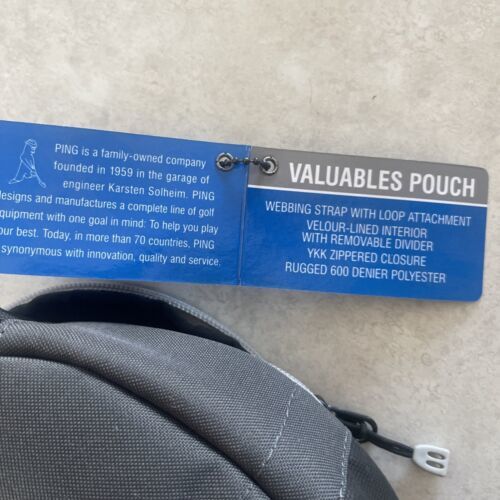 PING is a family-owned company
founded in 1959 in the garage of
engineer Karsten Solheim. PING
designs and manufactures a complete line of golf
equipment with one goal in mind: To help you play
your best. Today, in more than 70 countries, PING
synonymous with innovation, quality and service.
VALUABLES POUCH
WEBBING STRAP WITH LOOP ATTACHMENT
VELOUR-LINED INTERIOR
WITH REMOVABLE DIVIDER
YKK ZIPPERED CLOSURE
RUGGED 600 DENIER POLYESTER